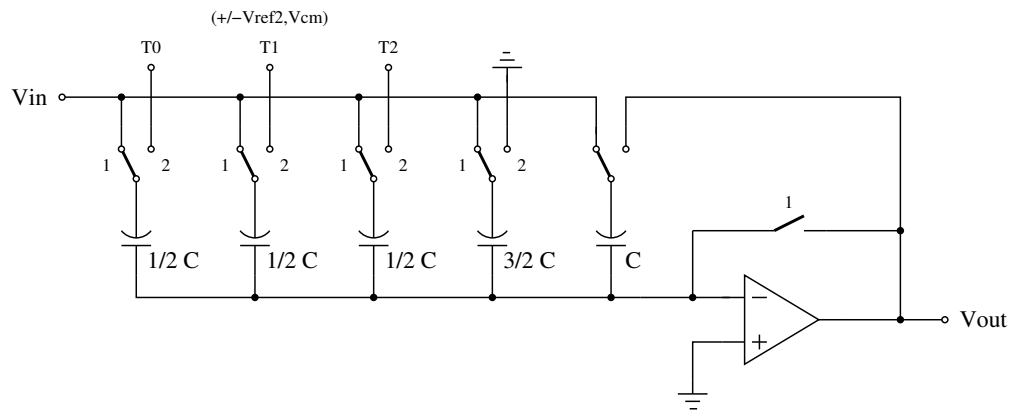 (+/−Vref2,Vcm)
T0 T1 T2
Vin
1 2 1 2 1 2 1 2
1
1/2 C 1/2 C 1/2 C 3/2 C C
−
+
Vout